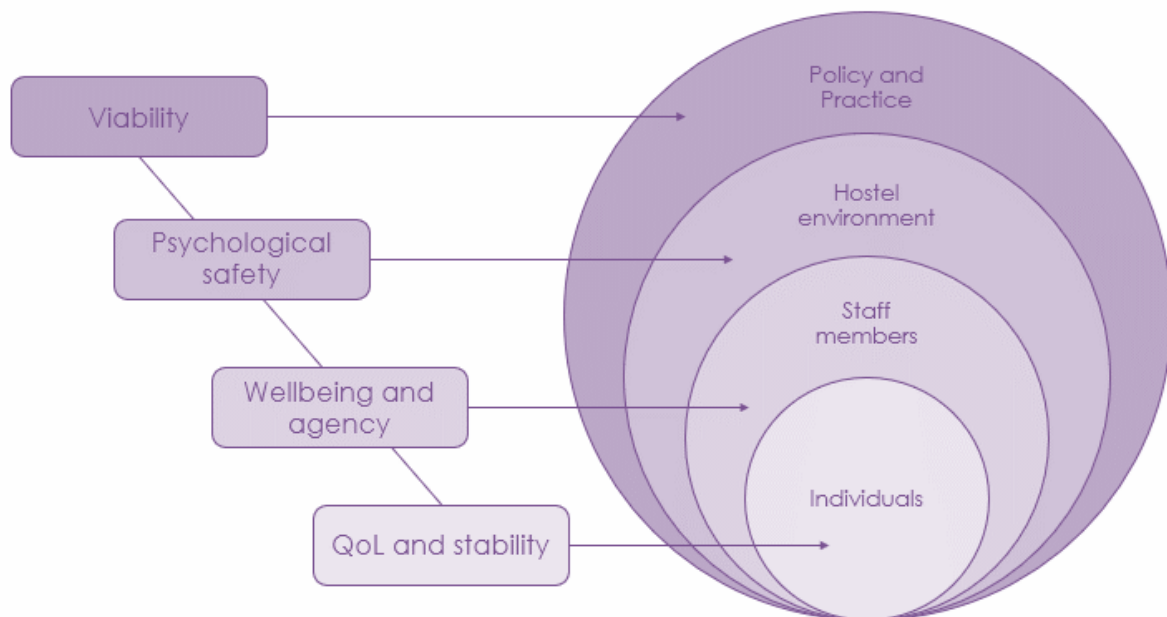 Viability
Psychological
safety
Wellbeing and
agency
QoL and stability
Policy and
Practice
Hostel
environment
Staff
members
Individuals